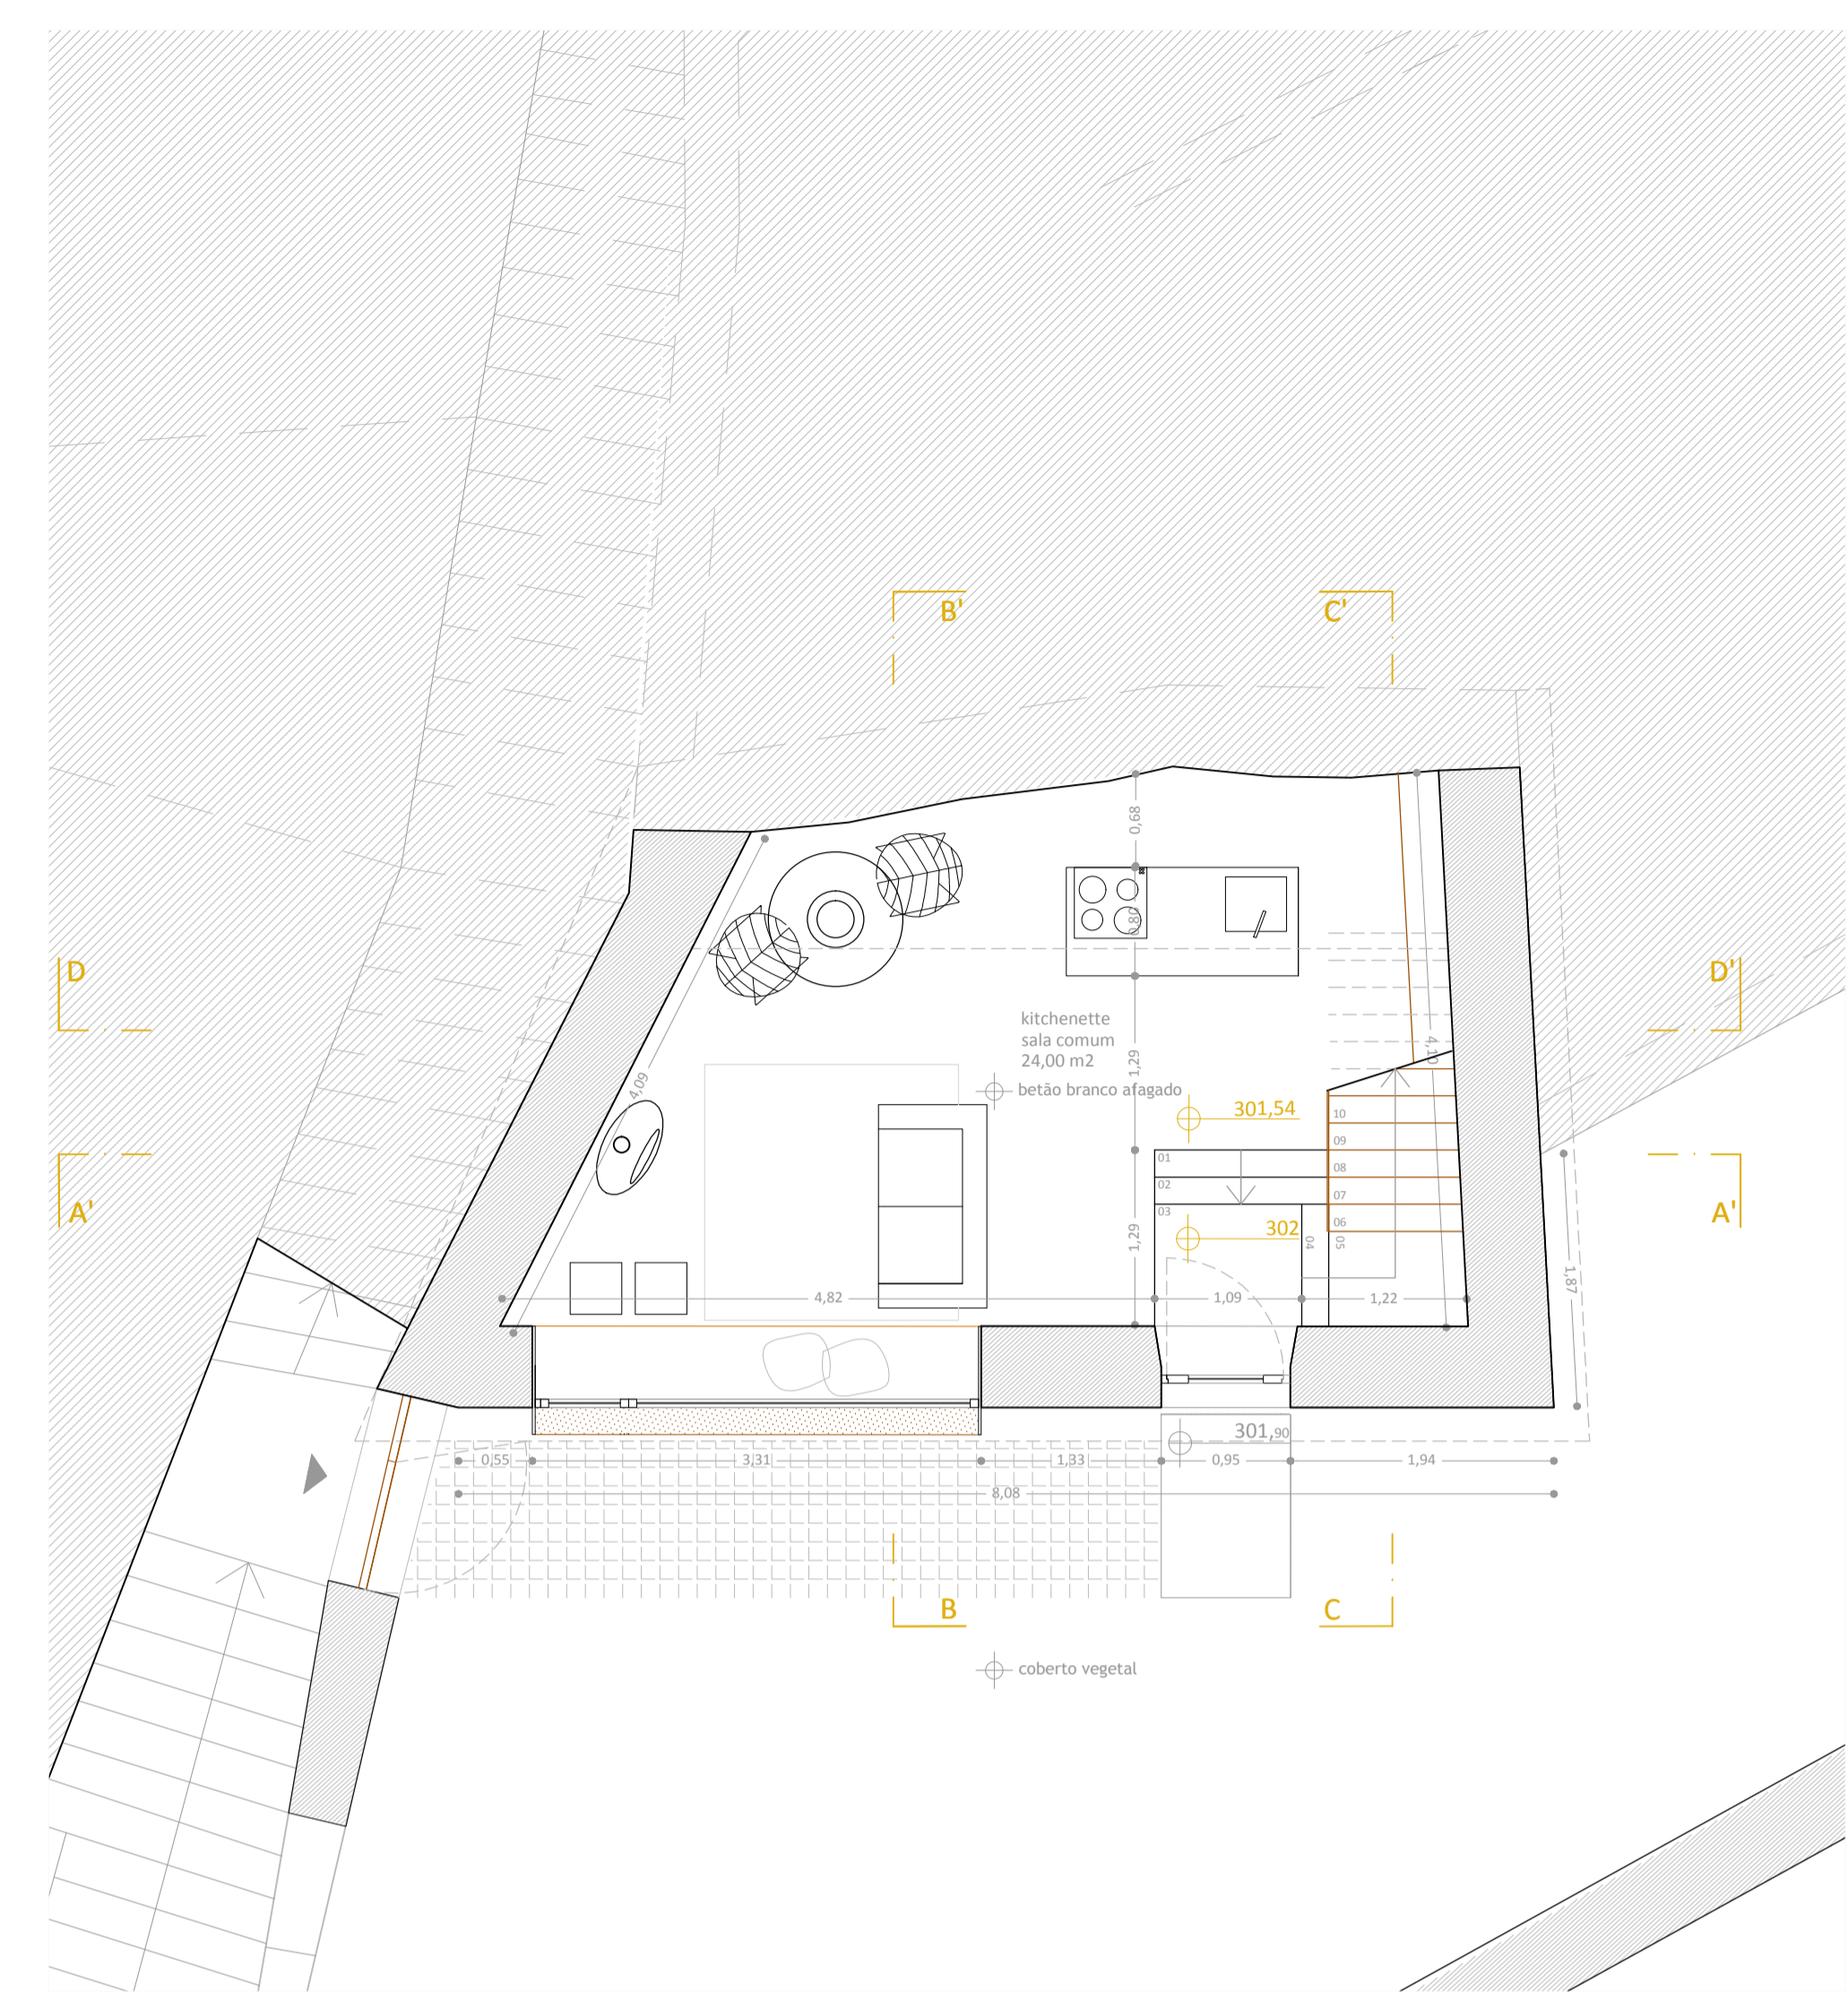 B'
C'
0,68
0,80
D
D'
kitchenette
sala comum
24,00 m2
betão branco afagado
1,29
4,10
4,09
301,54
10
09
08
07
06
05
04
01
02
03
A'
A'
302
1,29
1,87
4,82
1,09
1,22
301,90
0,55
3,31
1,33
0,95
1,94
8,08
B
C
coberto vegetal